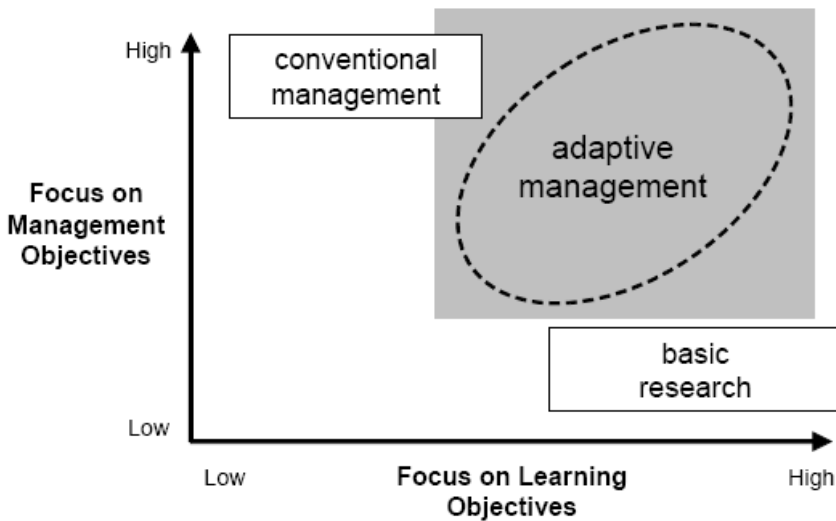 High
conventional
management
adaptive
management
Focus on
Management
Objectives
basic
research
Low
Low
Focus on Learning
Objectives
High